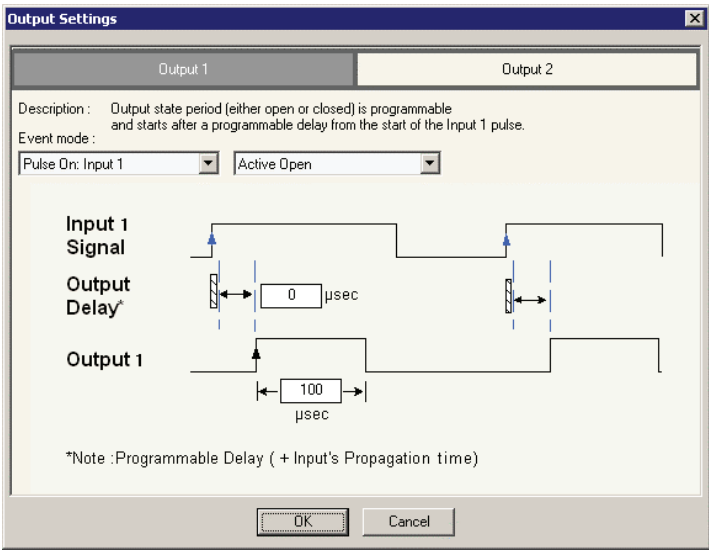 Output Settings
Output 1
Output 2
Description : Output state period (either open or closed) is programmable
and starts after a programmable delay from the start of the Input 1 pulse.
Event mode :
Pulse On: Input 1
Active Open
Input 1
Signal
Output
Delay*
0 µsec
Output 1
100
µsec
*Note :Programmable Delay ( + Input's Propagation time)
OK
Cancel